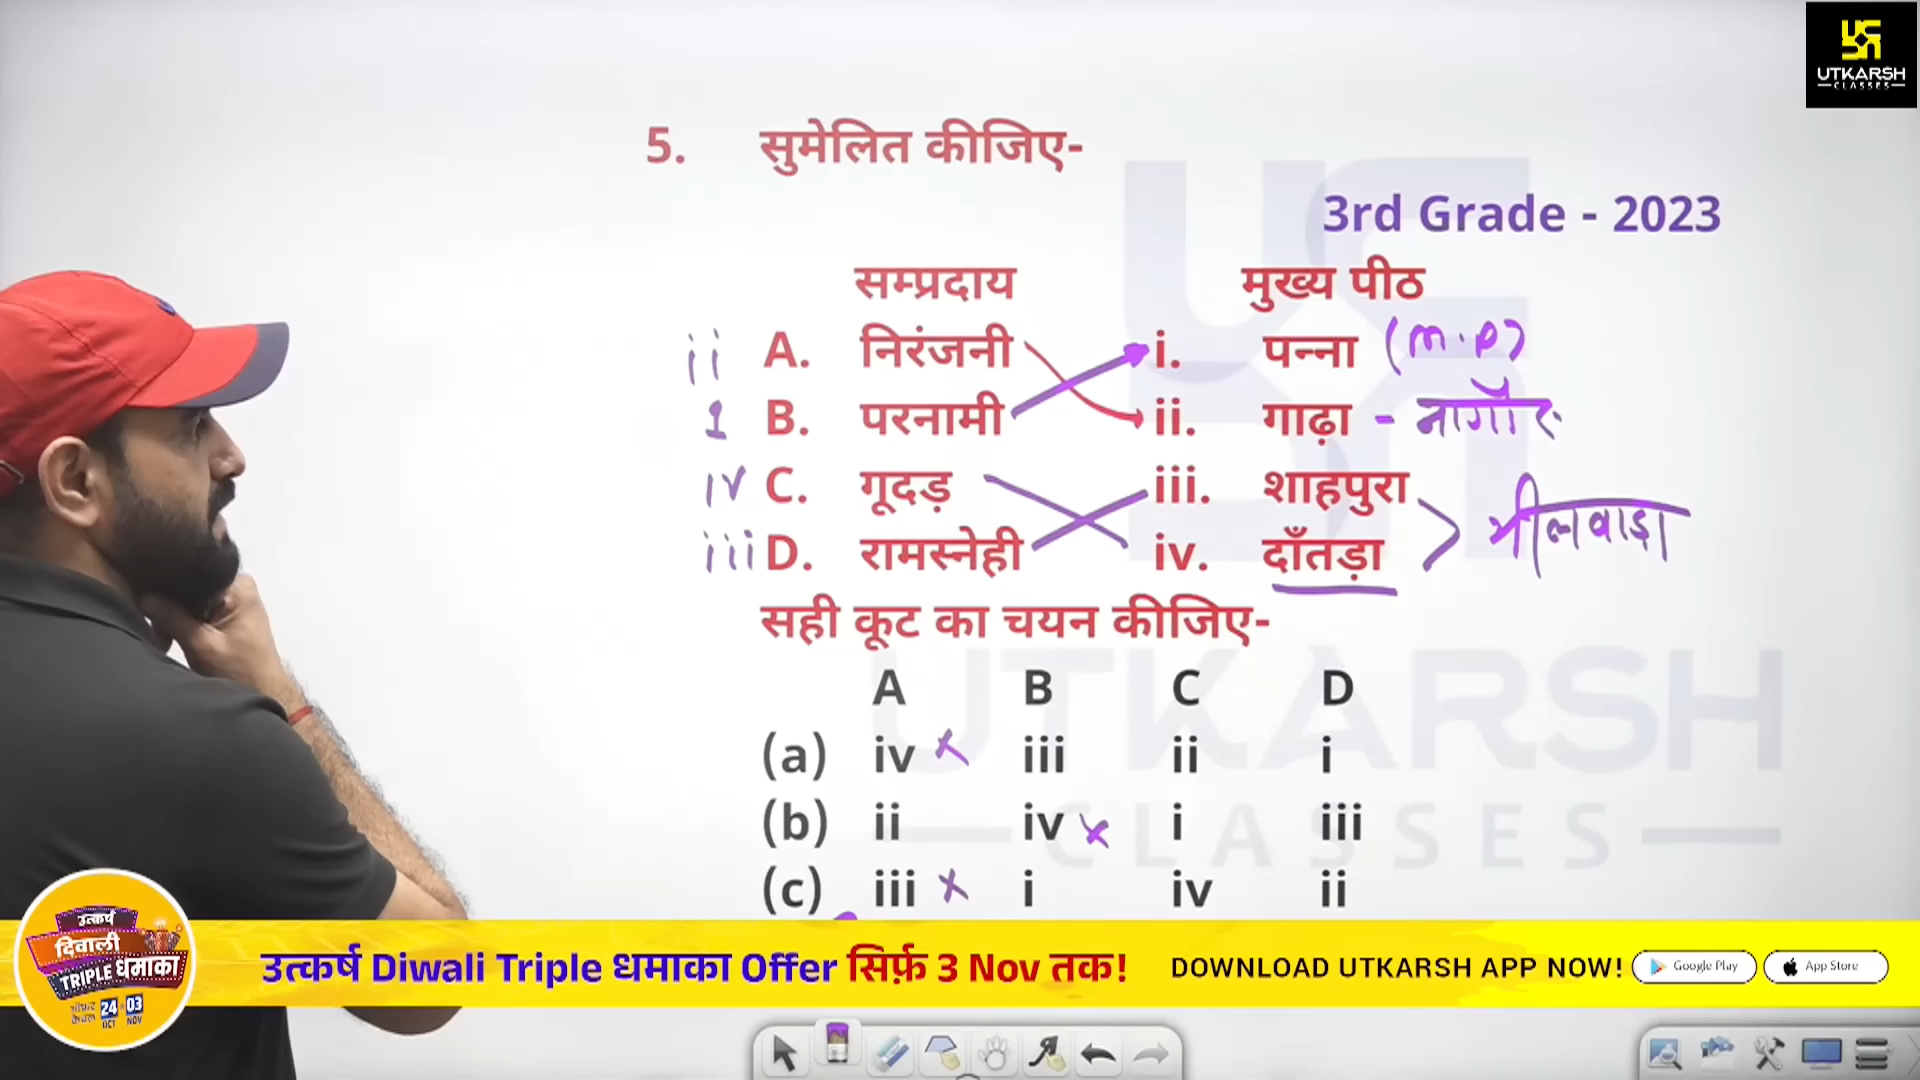 UTKARSH
CLASSES
5. सुमेलित कीजिए-
3rd Grade - 2023
सम्प्रदाय मुख्य पीठ
ii A. निरंजनी i. पन्ना (m.p)
1 B. परनामी ii. गाढ़ा - नागौर
iv C. गूदड़ iii. शाहपुरा
iii D. रामस्नेही iv. दाँतड़ा > भीलवाड़ा
सही कूट का चयन कीजिए-
A B C D
(a) iv x iii ii i
(b) ii iv x i iii
(c) iii x i iv ii
UTKARSH
CLASSES
उत्कर्ष
दिवाली
TRIPLE धमाका
24 OCT 03 NOV
उत्कर्ष Diwali Triple धमाका Offer सिर्फ़ 3 Nov तक! DOWNLOAD UTKARSH APP NOW! Google Play App Store